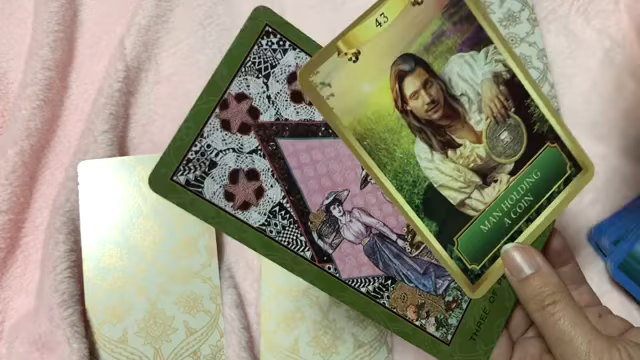 43
MAN HOLDING
A COIN
THREE OF